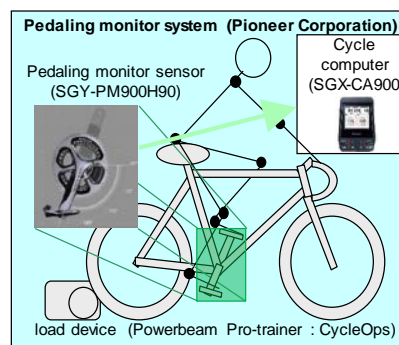 Pedaling monitor system (Pioneer Corporation)
Cycle
computer
(SGX-CA900
Pedaling monitor sensor
(SGY-PM900H90)
load device (Powerbeam Pro-trainer : CycleOps)